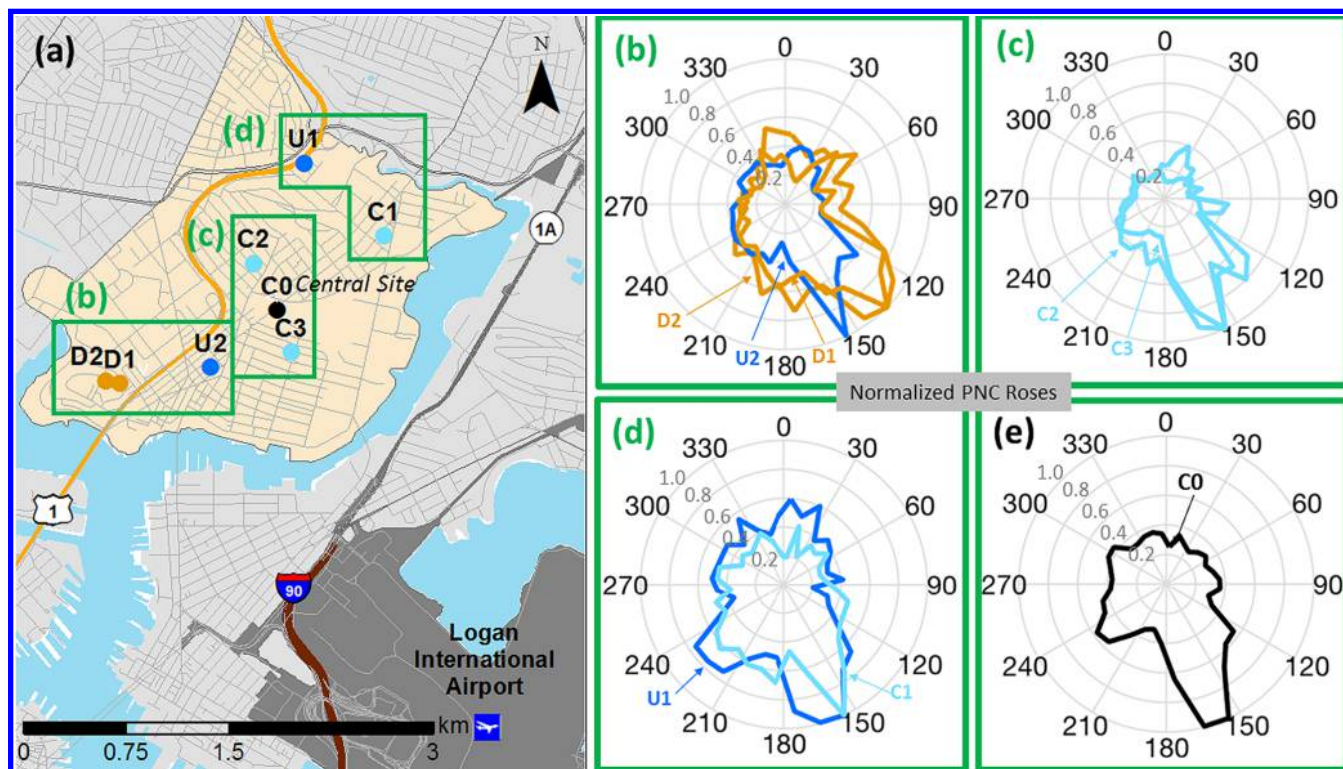 (a)
N
(d)
U1
1A
C1
(c)
C2
C0 Central Site
(b)
C3
D2D1
U2
1
90
Logan
International
Airport
km
0 0.75 1.5 3
(b)
0
330 30
1.0
0.8
300 0.6 60
0.4
0.2
270 90
240 120
D2
U2 D1
210 150
180
(c)
0
330 30
1.0
0.8
300 0.6 60
0.4
0.2
270 90
240 120
C2
C3
210 150
180
Normalized PNC Roses
(d)
0
330 30
1.0
0.8
300 0.6 60
0.4
0.2
270 90
240 120
U1 C1
210 150
180
(e)
0
330 30
1.0 C0
0.8
300 0.6 60
0.4
0.2
270 90
240 120
210 150
180